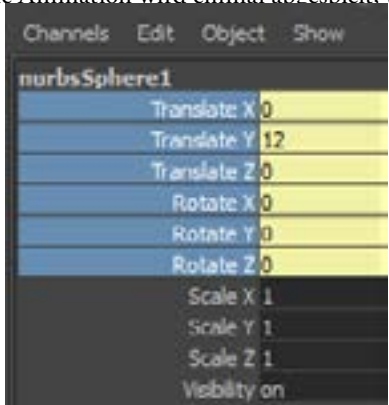 Channels Edit Object Show
nurbsSphere1
Translate X 0
Translate Y 12
Translate Z 0
Rotate X 0
Rotate Y 0
Rotate Z 0
Scale X 1
Scale Y 1
Scale Z 1
Visibility on